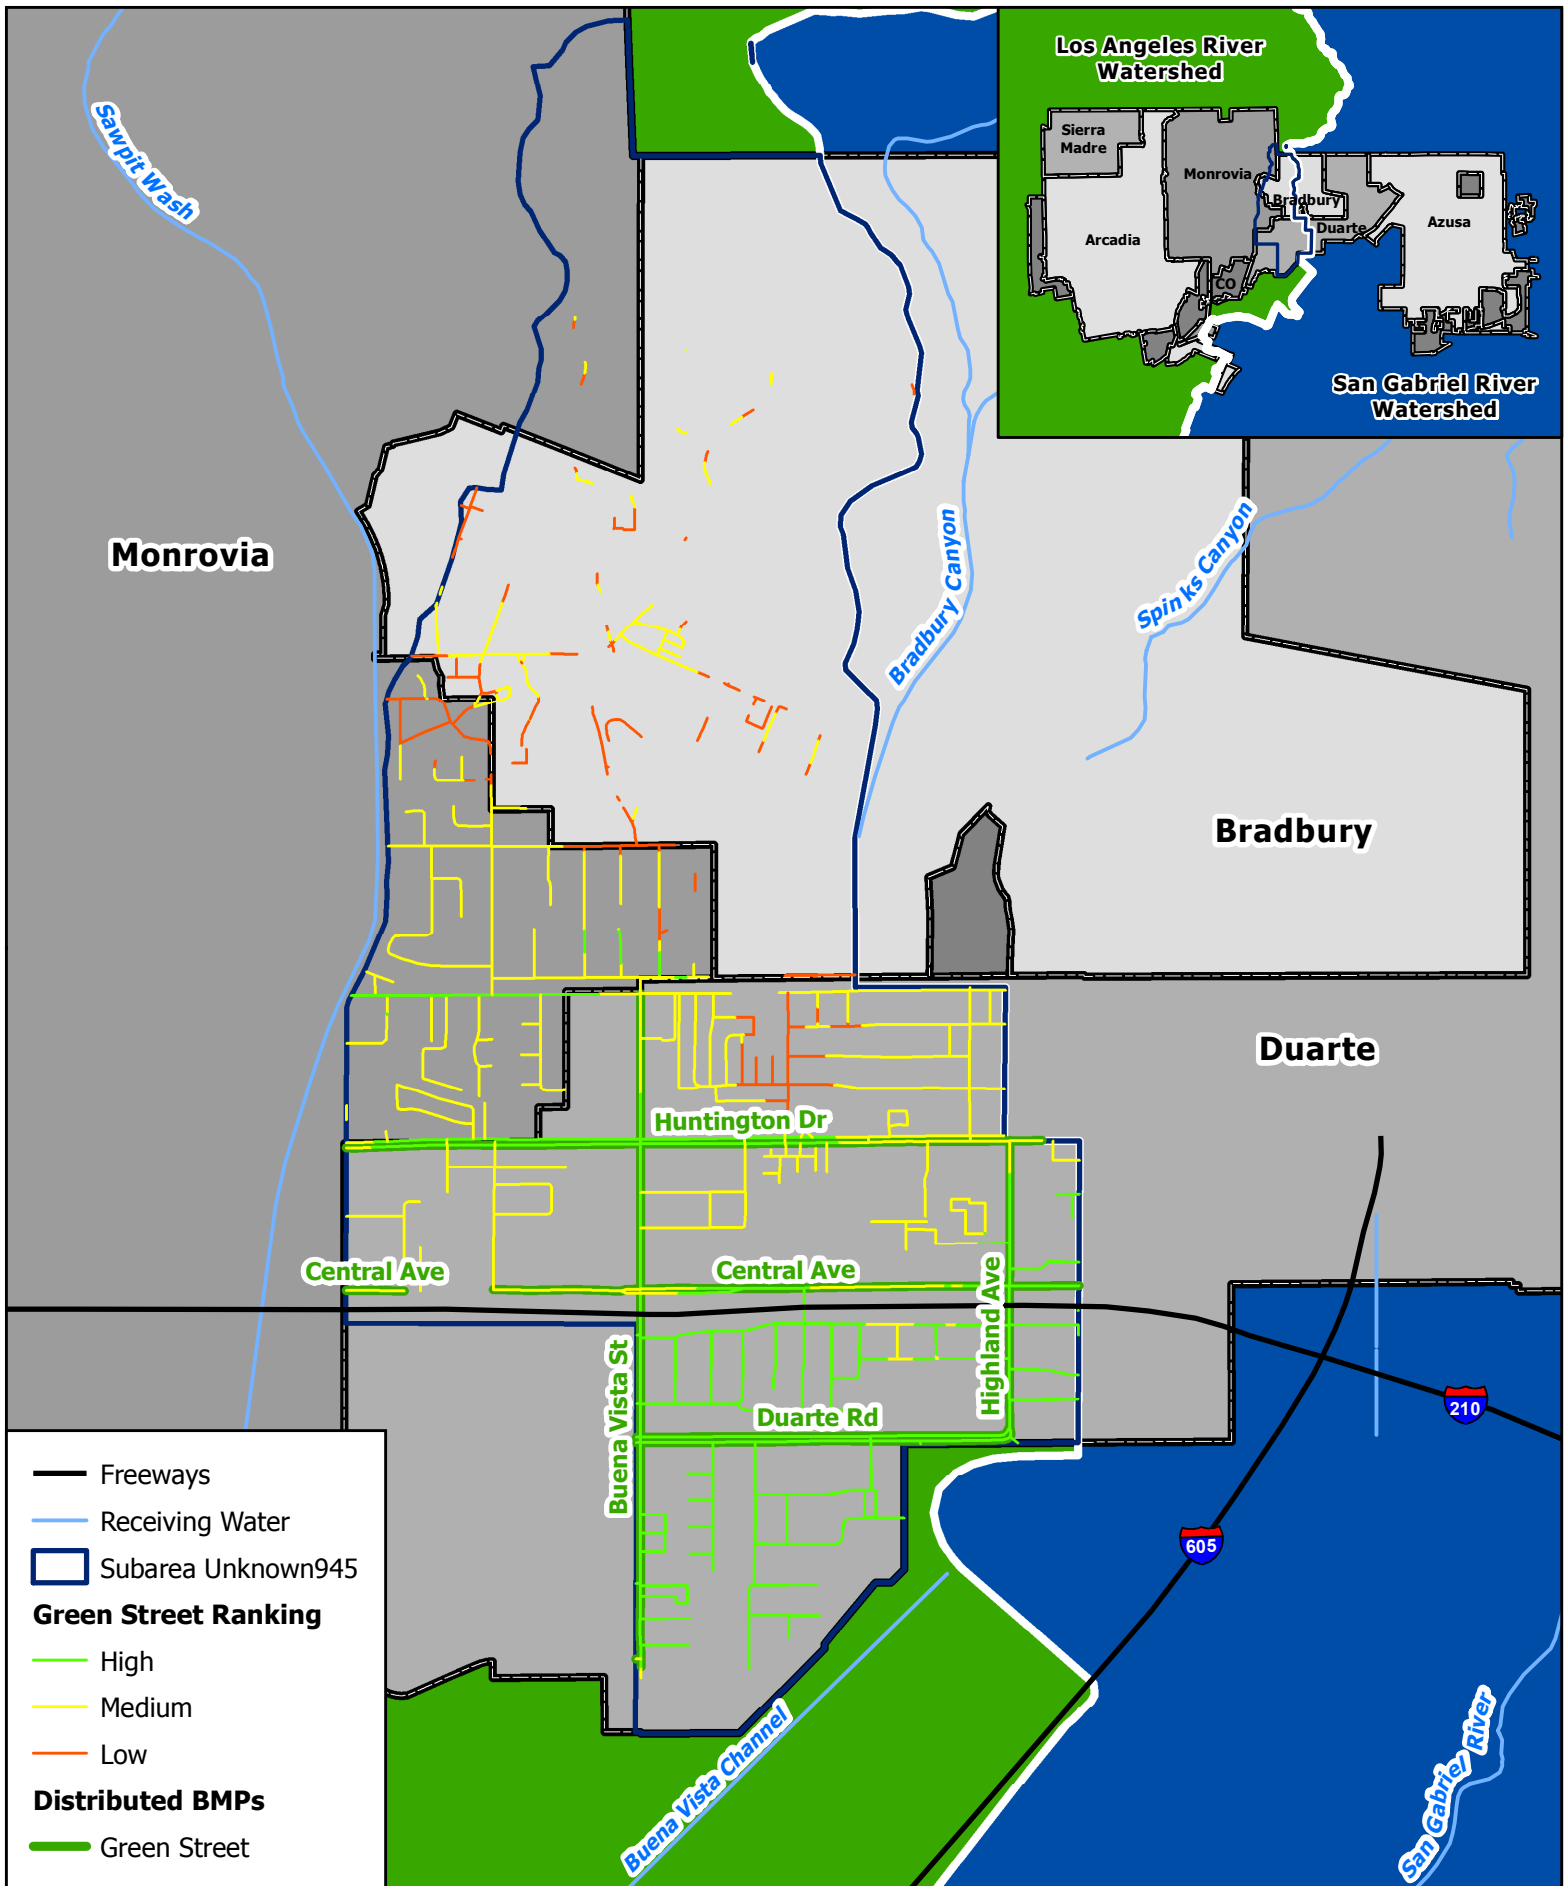 Los Angeles River
Watershed
Sierra
Madre
Monrovia
Bradbury
Duarte
Azusa
Arcadia
CO
San Gabriel River
Watershed
Sawpit Wash
Monrovia
Bradbury Canyon
Spinks Canyon
Bradbury
Duarte
Huntington Dr
Central Ave
Central Ave
Highland Ave
Buena Vista St
Duarte Rd
210
605
Buena Vista Channel
San Gabriel River
Freeways
Receiving Water
Subarea Unknown945
Green Street Ranking
High
Medium
Low
Distributed BMPs
Green Street